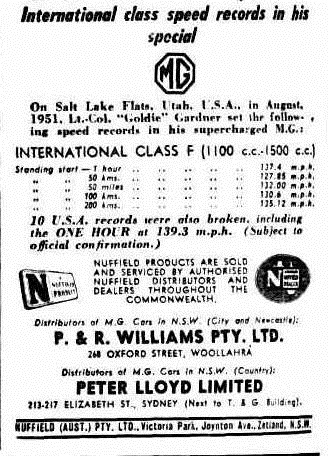 International class speed records in his
special
MG
On Salt Lake Flats, Utah, U.S.A., in August,
1951, Lt.-Col. "Goldie" Gardner set the follow-
ing speed records in his supercharged M.G.:
INTERNATIONAL CLASS F (1100 c.c.-1500 c.c.)
Standing start — 1 hour .. .. .. .. .. 137.4 m.p.h.
" " 50 kms. .. .. .. .. .. 127.85 m.p.h.
" " 50 miles .. .. .. .. .. 132.00 m.p.h.
" " 100 kms. .. .. .. .. .. 130.6 m.p.h.
" " 200 kms. .. .. .. .. .. 135.12 m.p.h.
10 U.S.A. records were also broken, including
the ONE HOUR at 139.3 m.p.h. (Subject to
official confirmation.)
NUFFIELD PRODUCTS ARE SOLD
AND SERVICED BY AUTHORISED
NUFFIELD DISTRIBUTORS AND
DEALERS THROUGHOUT THE
COMMONWEALTH.
N
NUFFIELD
PRODUCT
N
Distributors of M.G. Cars in N.S.W. (City and Newcastle):
P. & R. WILLIAMS PTY. LTD.
268 OXFORD STREET, WOOLLAHRA
Distributors of M.G. Cars in N.S.W. (Country):
PETER LLOYD LIMITED
213-217 ELIZABETH ST., SYDNEY (Next to T. & G. Building).
NUFFIELD (AUST.) PTY. LTD., Victoria Park, Joynton Ave., Zetland, N.S.W.